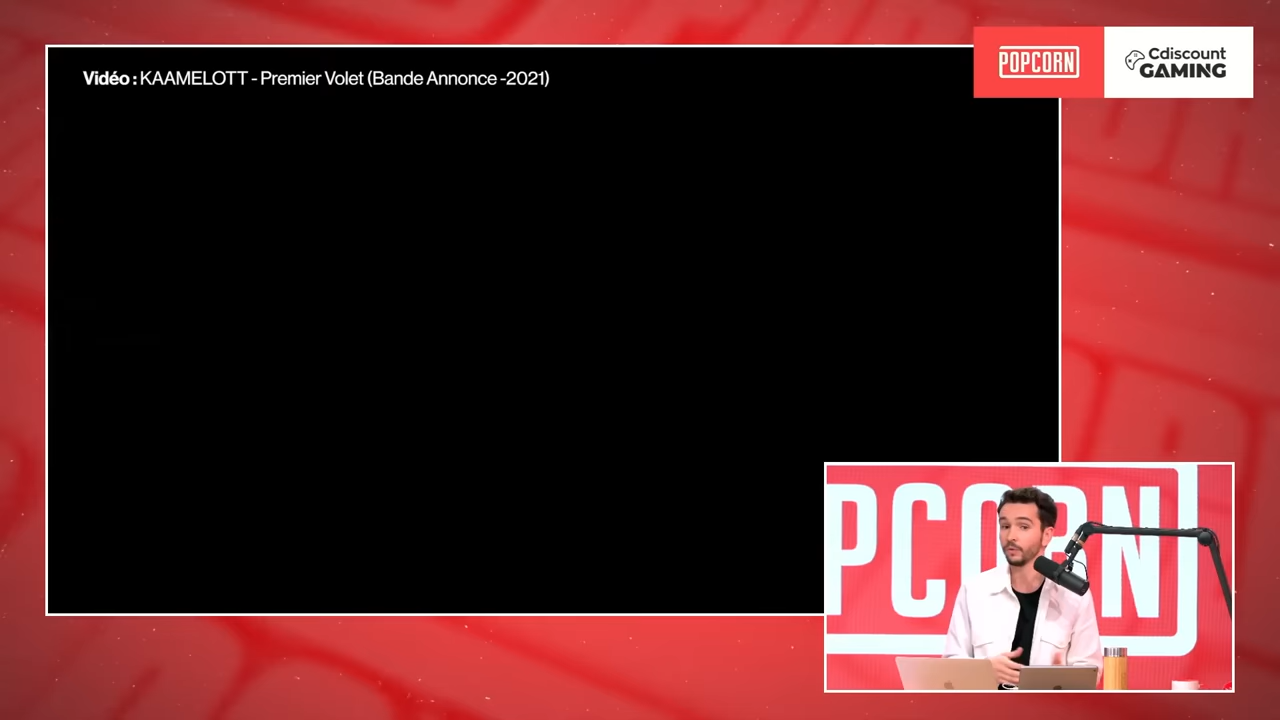 Vidéo : KAAMELOTT - Premier Volet (Bande Annonce -2021)
POPCORN
Cdiscount
GAMING
PCORN